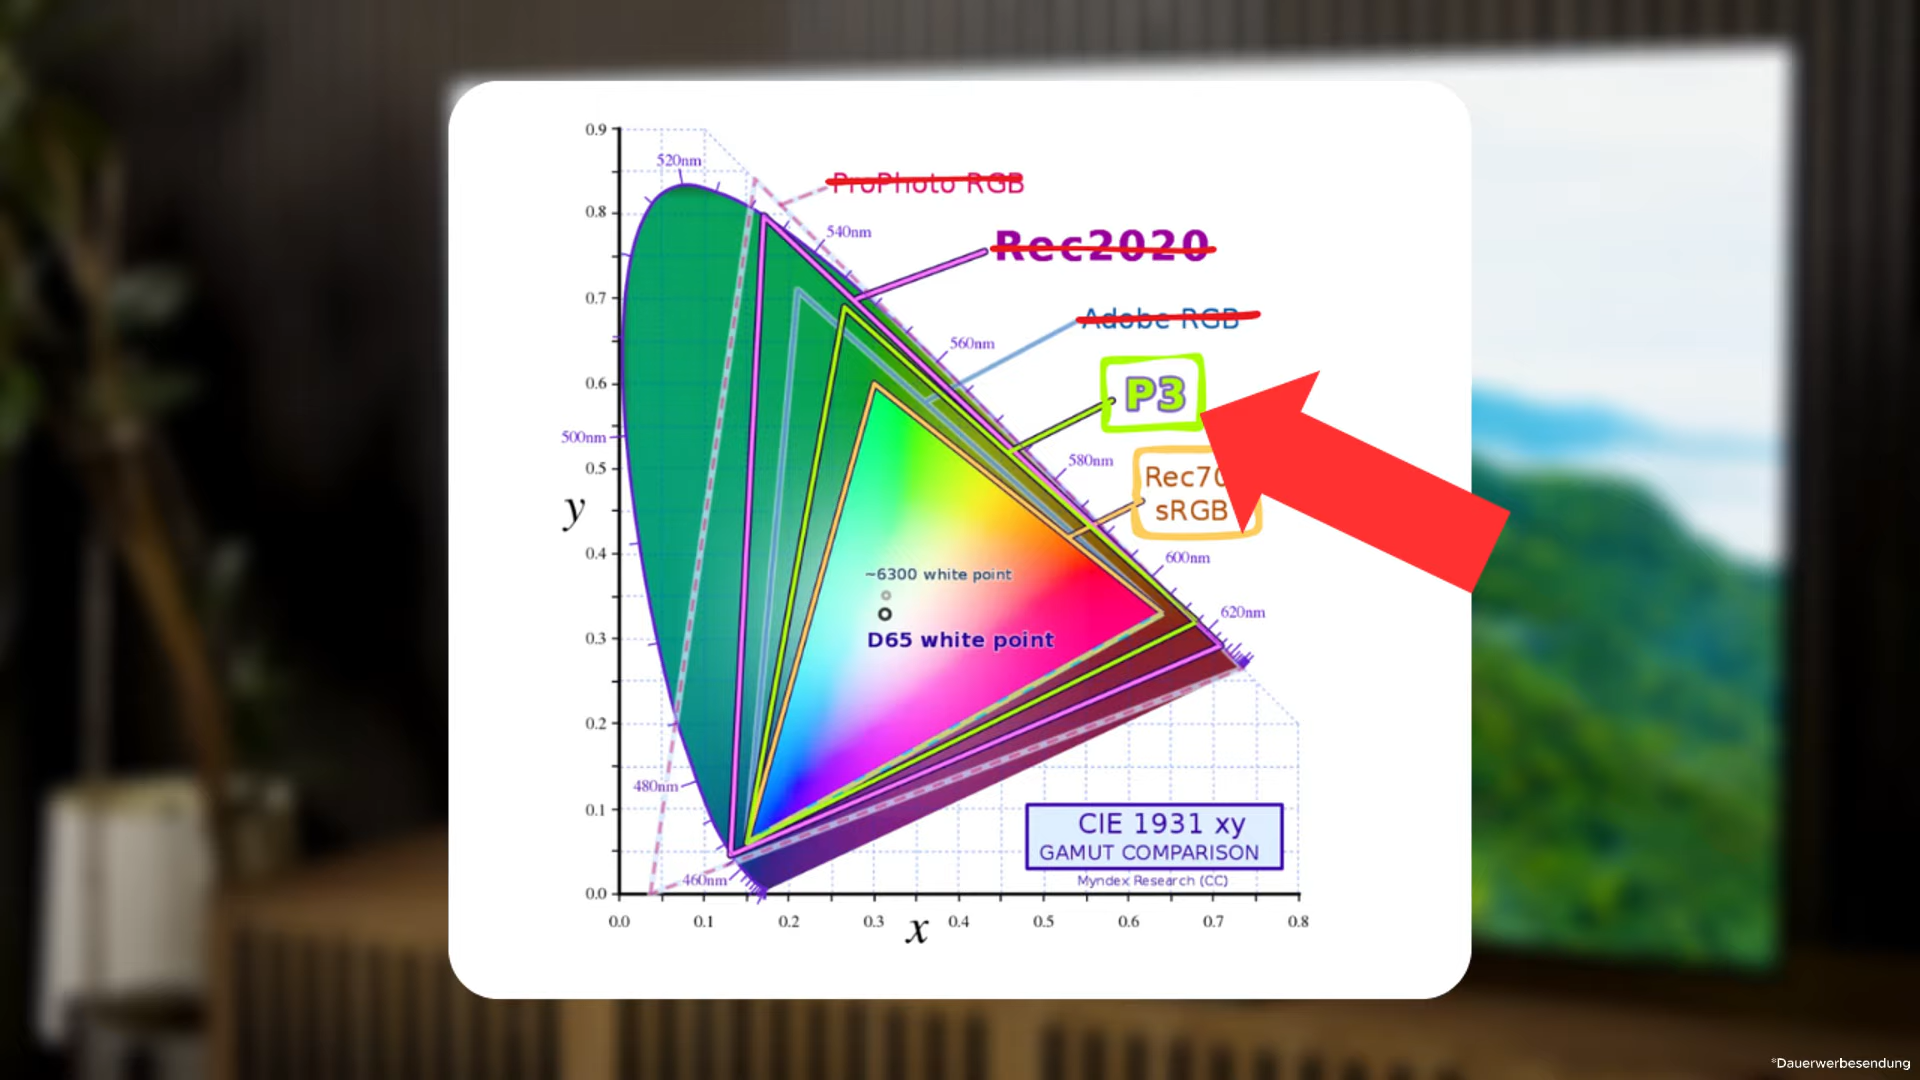 0.9
520nm
ProPhoto RGB
0.8
540nm
Rec2020
0.7
Adobe RGB
560nm
0.6
P3
500nm
580nm
0.5
Rec70
sRGB
y
0.4
600nm
~6300 white point
620nm
D65 white point
0.3
0.2
480nm
0.1
CIE 1931 xy
GAMUT COMPARISON
460nm
Myndex Research (CC)
0.0
0.0 0.1 0.2 0.3 0.4 0.5 0.6 0.7 0.8
x
*Dauerwerbesendung